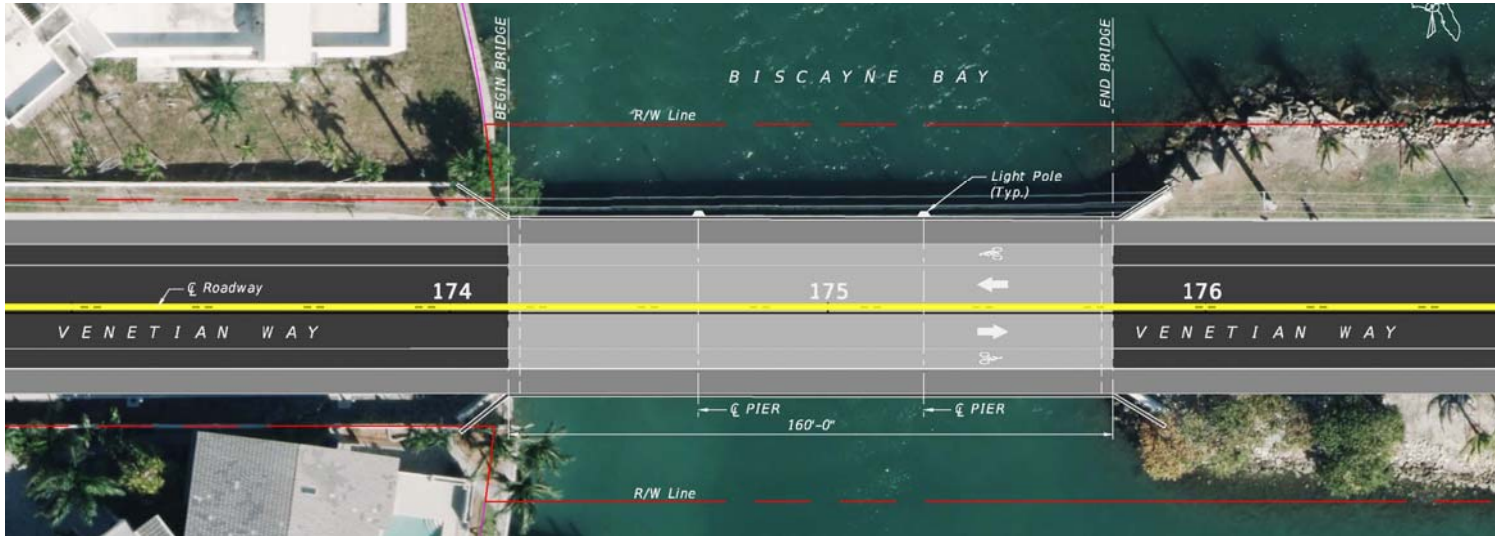 BEGIN BRIDGE
BISCAYNE BAY
END BRIDGE
R/W Line
Light Pole
(Typ.)
℄ Roadway
174
175
176
VENETIAN WAY
VENETIAN WAY
℄ PIER
℄ PIER
160'-0"
R/W Line